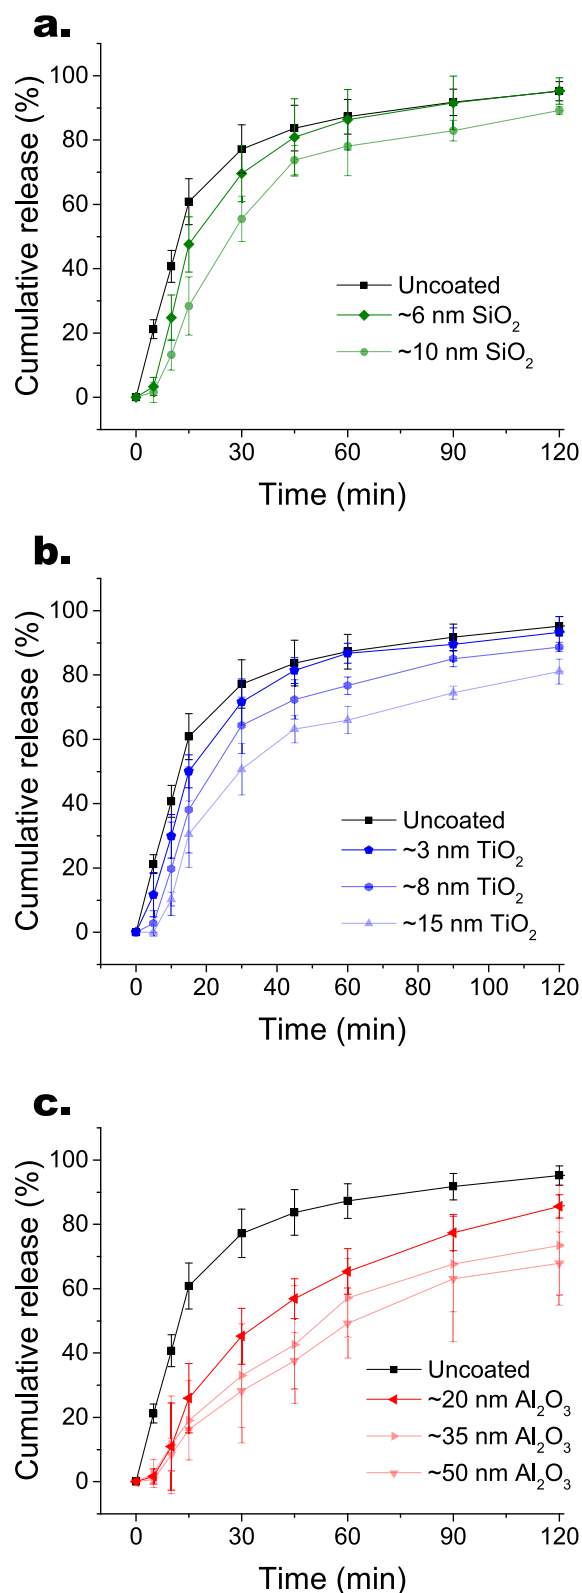 a.
Cumulative release (%)
100
80
60
40
20
0
Uncoated
~6 nm SiO₂
~10 nm SiO₂
0 30 60 90 120
Time (min)
b.
Cumulative release (%)
100
80
60
40
20
0
Uncoated
~3 nm TiO₂
~8 nm TiO₂
~15 nm TiO₂
0 20 40 60 80 100 120
Time (min)
c.
Cumulative release (%)
100
80
60
40
20
0
Uncoated
~20 nm Al₂O₃
~35 nm Al₂O₃
~50 nm Al₂O₃
0 30 60 90 120
Time (min)